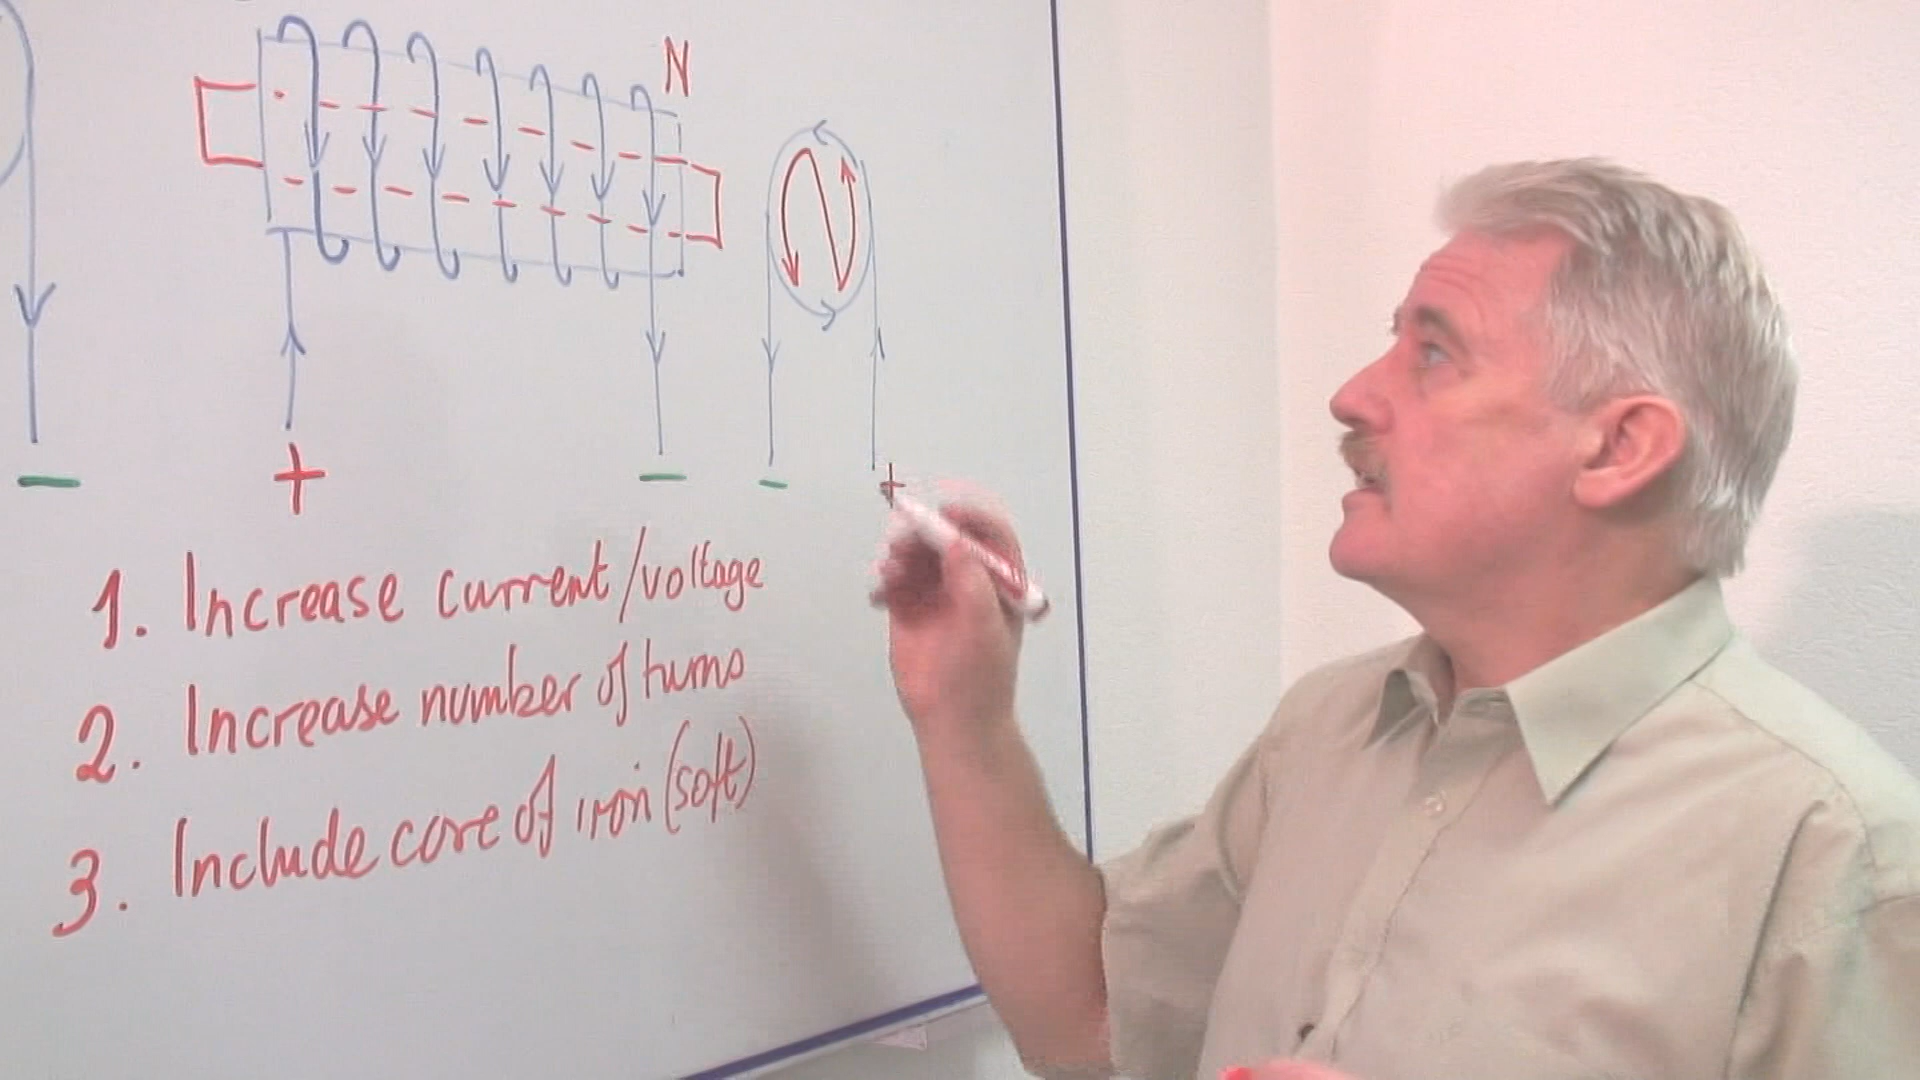 N
N
- + - - +
1. Increase current/voltage
2. Increase number of turns
3. Include core of iron (soft)